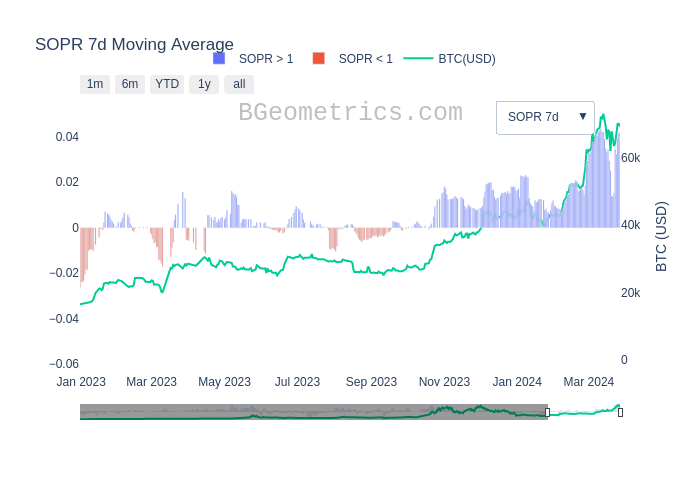 SOPR 7d Moving Average
SOPR > 1 SOPR < 1 BTC(USD)
1m 6m YTD 1y all
BGeometrics.com
SOPR 7d ▼
0.04
0.02
0
−0.02
−0.04
−0.06
60k
40k
20k
0
BTC (USD)
Jan 2023 Mar 2023 May 2023 Jul 2023 Sep 2023 Nov 2023 Jan 2024 Mar 2024